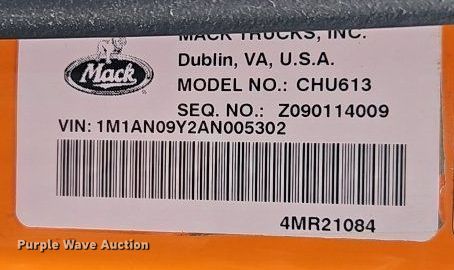 MACK TRUCKS, INC.
Mack
Dublin, VA, U.S.A.
MODEL NO.: CHU613
SEQ. NO.: Z090114009
VIN: 1M1AN09Y2AN005302
4MR21084
Purple Wave Auction